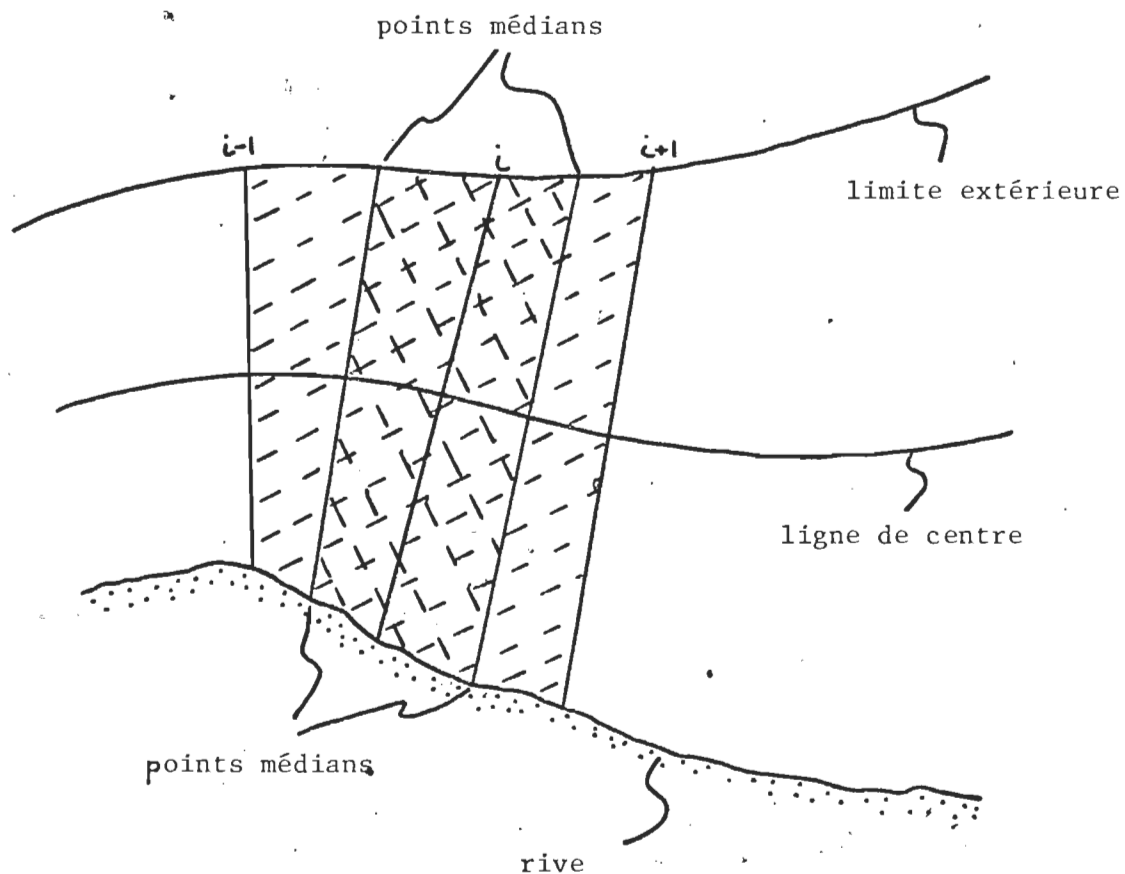 points médians
i-1
i
i+1
limite extérieure
ligne de centre
points médians
rive